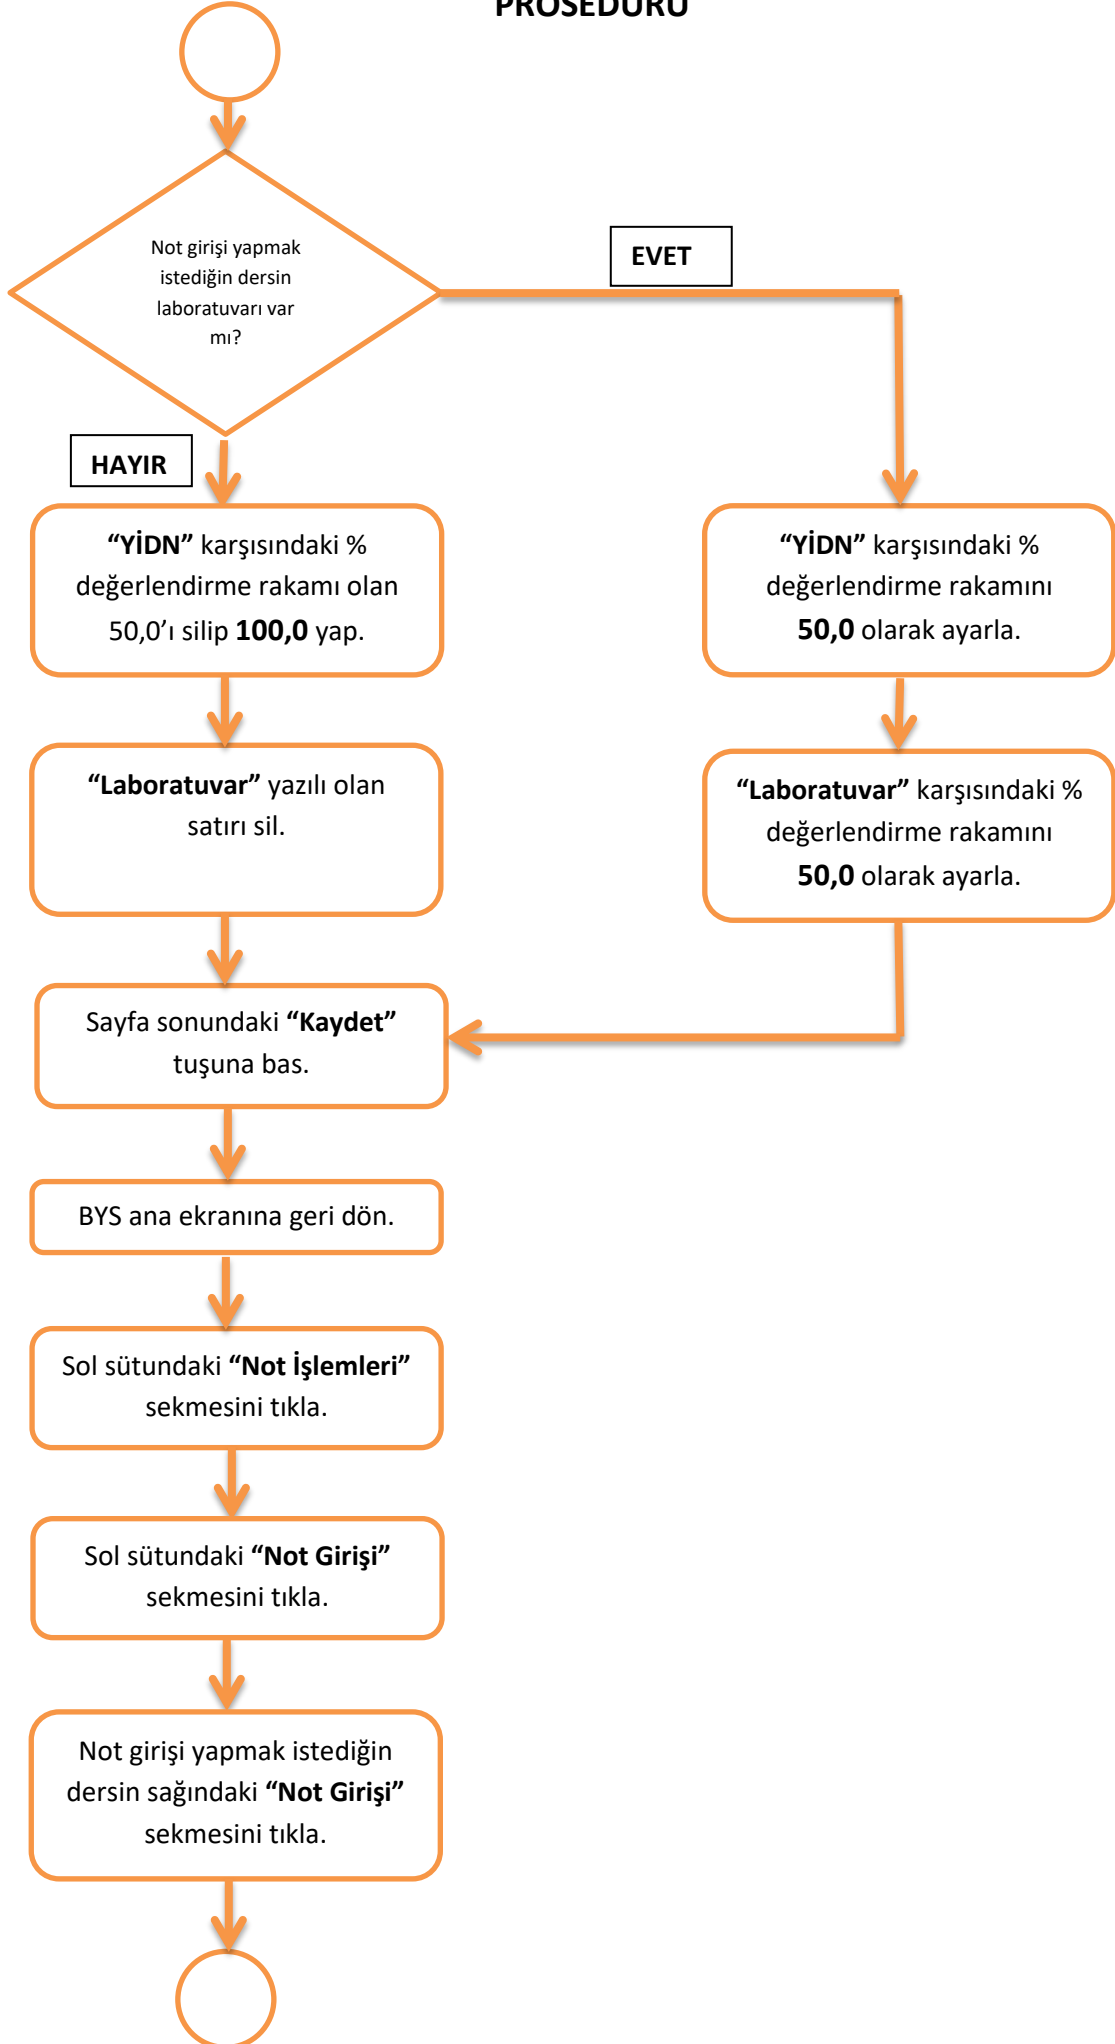 PROSEDÜRÜ
Not girişi yapmak
istediğin dersin
laboratuvarı var
mı?
EVET
HAYIR
“YİDN” karşısındaki %
değerlendirme rakamı olan
50,0’ı silip 100,0 yap.
“YİDN” karşısındaki %
değerlendirme rakamını
50,0 olarak ayarla.
“Laboratuvar” yazılı olan
satırı sil.
“Laboratuvar” karşısındaki %
değerlendirme rakamını
50,0 olarak ayarla.
Sayfa sonundaki “Kaydet”
tuşuna bas.
BYS ana ekranına geri dön.
Sol sütundaki “Not İşlemleri”
sekmesini tıkla.
Sol sütundaki “Not Girişi”
sekmesini tıkla.
Not girişi yapmak istediğin
dersin sağındaki “Not Girişi”
sekmesini tıkla.